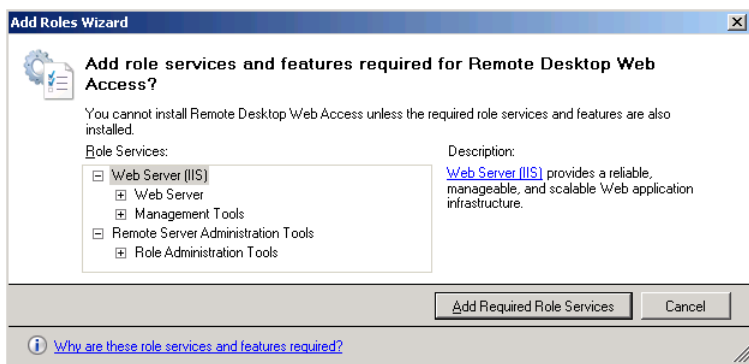 Add Roles Wizard
Add role services and features required for Remote Desktop Web
Access?
You cannot install Remote Desktop Web Access unless the required role services and features are also
installed.
Role Services:
Description:
Web Server (IIS)
Web Server
Management Tools
Remote Server Administration Tools
Role Administration Tools
Web Server (IIS) provides a reliable,
manageable, and scalable Web application
infrastructure.
Add Required Role Services
Cancel
Why are these role services and features required?